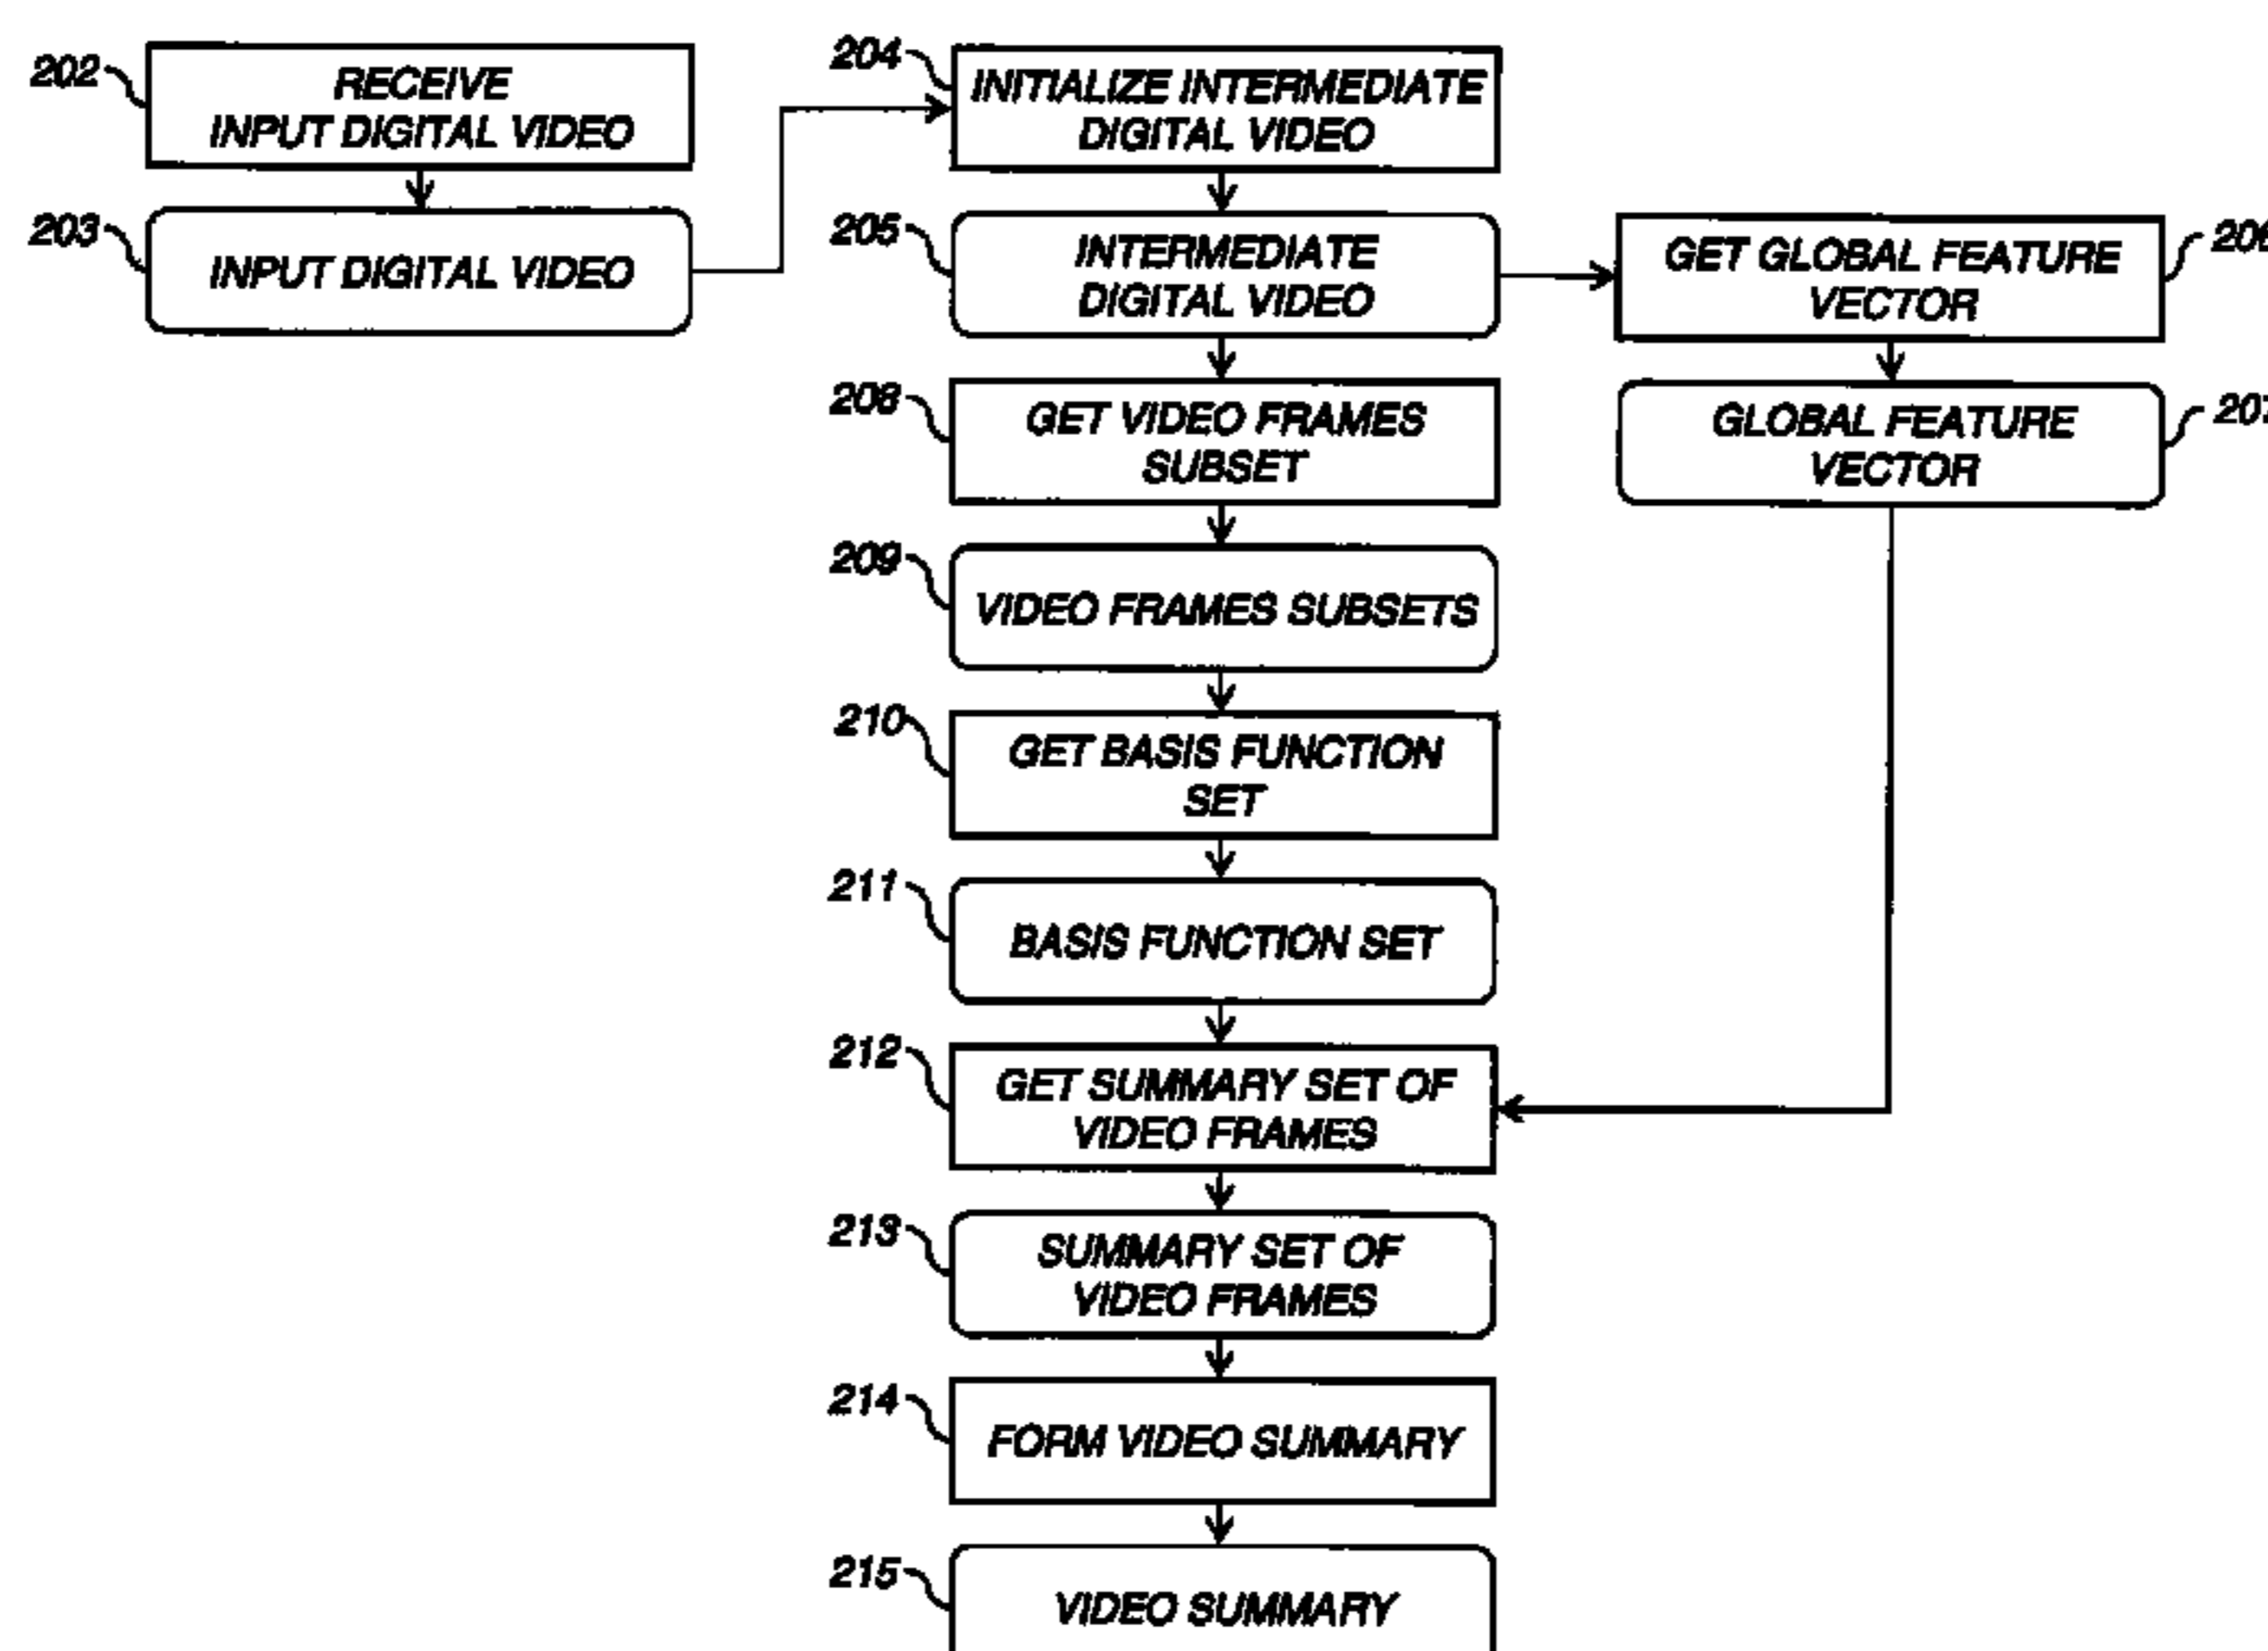 202
RECEIVE
INPUT DIGITAL VIDEO
203
INPUT DIGITAL VIDEO
204
INITIALIZE INTERMEDIATE
DIGITAL VIDEO
205
INTERMEDIATE
DIGITAL VIDEO
GET GLOBAL FEATURE
VECTOR
206
GLOBAL FEATURE
VECTOR
207
208
GET VIDEO FRAMES
SUBSET
209
VIDEO FRAMES SUBSETS
210
GET BASIS FUNCTION
SET
211
BASIS FUNCTION SET
212
GET SUMMARY SET OF
VIDEO FRAMES
213
SUMMARY SET OF
VIDEO FRAMES
214
FORM VIDEO SUMMARY
215
VIDEO SUMMARY